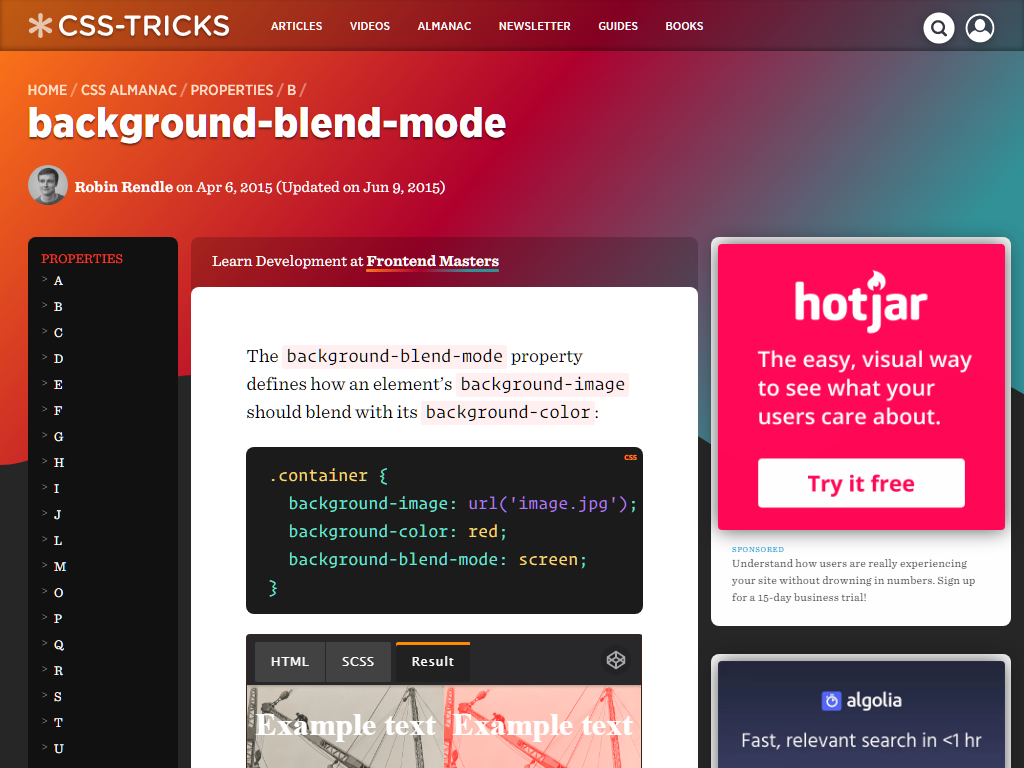 CSS-TRICKS
ARTICLES VIDEOS ALMANAC NEWSLETTER GUIDES BOOKS
HOME / CSS ALMANAC / PROPERTIES / B /
background-blend-mode
Robin Rendle on Apr 6, 2015 (Updated on Jun 9, 2015)
PROPERTIES
> A
> B
> C
> D
> E
> F
> G
> H
> I
> J
> L
> M
> O
> P
> Q
> R
> S
> T
> U
Learn Development at Frontend Masters
The background-blend-mode property
defines how an element’s background-image
should blend with its background-color:
CSS
.container {
background-image: url('image.jpg');
background-color: red;
background-blend-mode: screen;
}
HTML SCSS Result
Example text Example text
hotjar
The easy, visual way
to see what your
users care about.
Try it free
SPONSORED
Understand how users are really experiencing
your site without drowning in numbers. Sign up
for a 15-day business trial!
algolia
Fast, relevant search in <1 hr